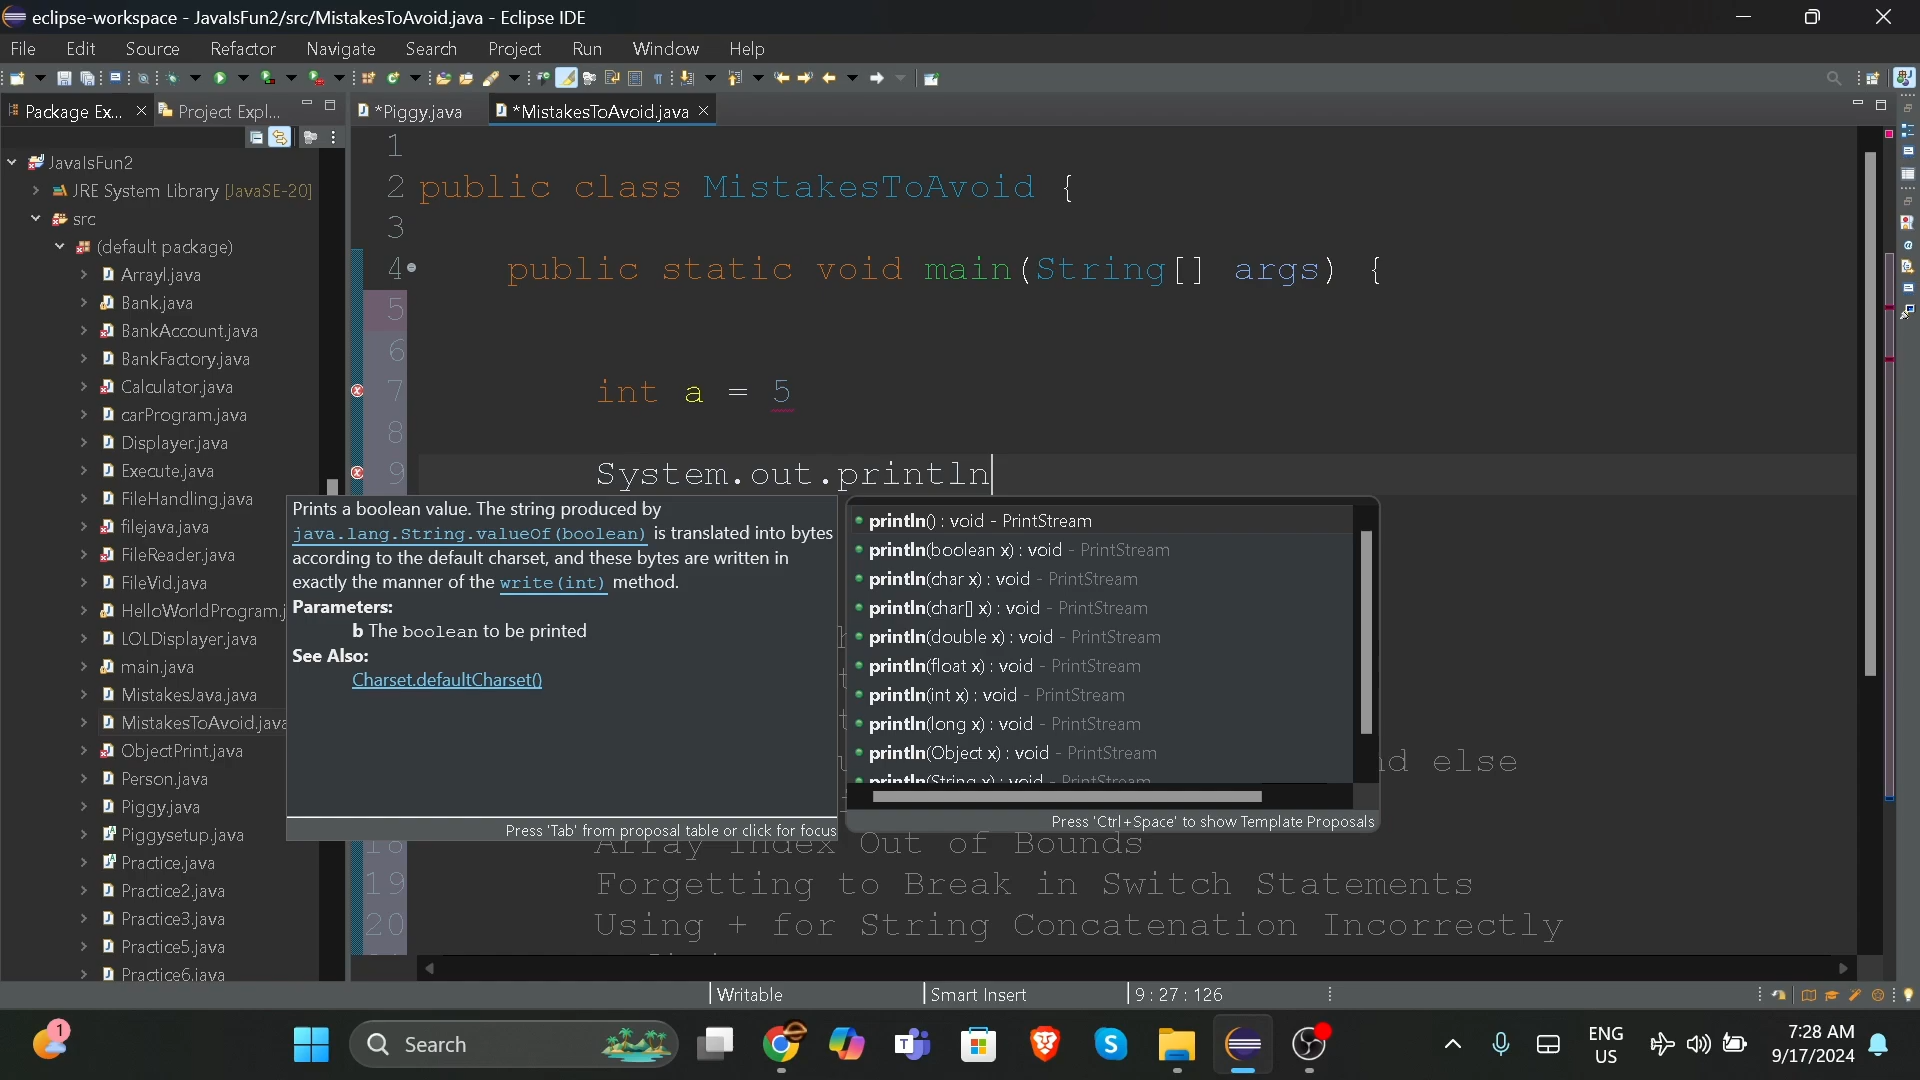 eclipse-workspace - JavaIsFun2/src/MistakesToAvoid.java - Eclipse IDE
File Edit Source Refactor Navigate Search Project Run Window Help
Package Ex... Project Expl... *Piggy.java *MistakesToAvoid.java
JavaIsFun2
JRE System Library [JavaSE-20]
src
(default package)
ArrayI.java
Bank.java
BankAccount.java
BankFactory.java
Calculator.java
carProgram.java
Displayer.java
Execute.java
FileHandling.java
filejava.java
FileReader.java
FileVid.java
HelloWorldProgram.j
LOLDisplayer.java
main.java
MistakesJava.java
MistakesToAvoid.java
ObjectPrint.java
Person.java
Piggy.java
Piggysetup.java
Practice.java
Practice2.java
Practice3.java
Practice5.java
Practice6.java
1
2 public class MistakesToAvoid {
3
4 public static void main(String[] args) {
5
6
7 int a = 5
8
9 System.out.println
Prints a boolean value. The string produced by
java.lang.String.valueOf(boolean) is translated into bytes
according to the default charset, and these bytes are written in
exactly the manner of the write(int) method.
Parameters:
b The boolean to be printed
See Also:
Charset.defaultCharset()
Press 'Tab' from proposal table or click for focus
println() : void - PrintStream
println(boolean x) : void - PrintStream
println(char x) : void - PrintStream
println(char[] x) : void - PrintStream
println(double x) : void - PrintStream
println(float x) : void - PrintStream
println(int x) : void - PrintStream
println(long x) : void - PrintStream
println(Object x) : void - PrintStream
println(String x) : void - PrintStream
Press 'Ctrl+Space' to show Template Proposals
else
18 Array Index Out of Bounds
19 Forgetting to Break in Switch Statements
20 Using + for String Concatenation Incorrectly
Writable Smart Insert 9 : 27 : 126
1 Search ENG
US 7:28 AM
9/17/2024